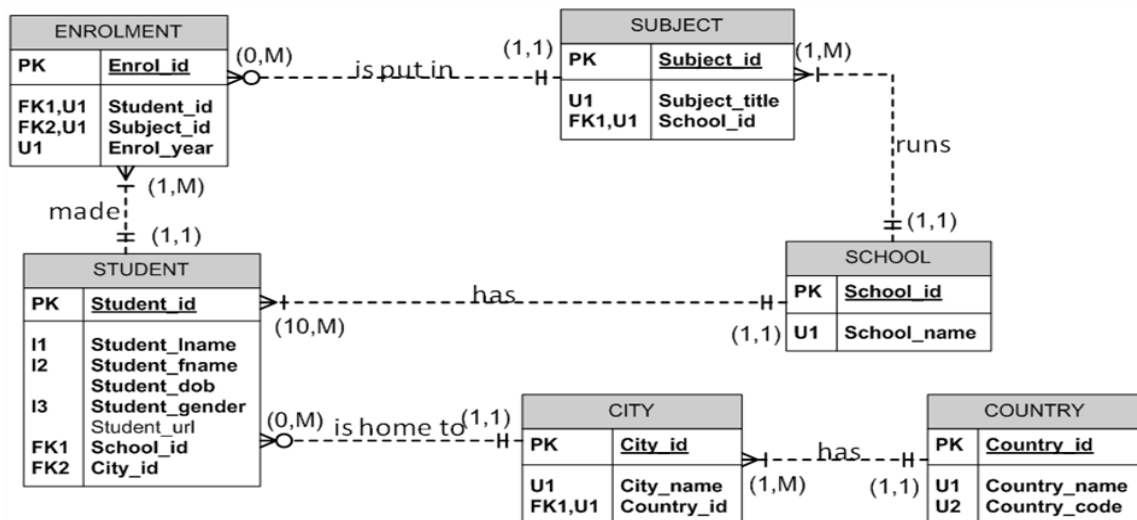 ENROLMENT
PK Enrol_id
FK1,U1 Student_id
FK2,U1 Subject_id
U1 Enrol_year
(0,M)
is put in
(1,1)
SUBJECT
PK Subject_id
U1 Subject_title
FK1,U1 School_id
(1,M)
runs
(1,1)
(1,M)
made
(1,1)
STUDENT
PK Student_id
I1 Student_lname
I2 Student_fname
Student_dob
I3 Student_gender
Student_url
FK1 School_id
FK2 City_id
(10,M)
has
(1,1)
SCHOOL
PK School_id
U1 School_name
(0,M)
is home to
(1,1)
CITY
PK City_id
U1 City_name
FK1,U1 Country_id
(1,M)
has
(1,1)
COUNTRY
PK Country_id
U1 Country_name
U2 Country_code